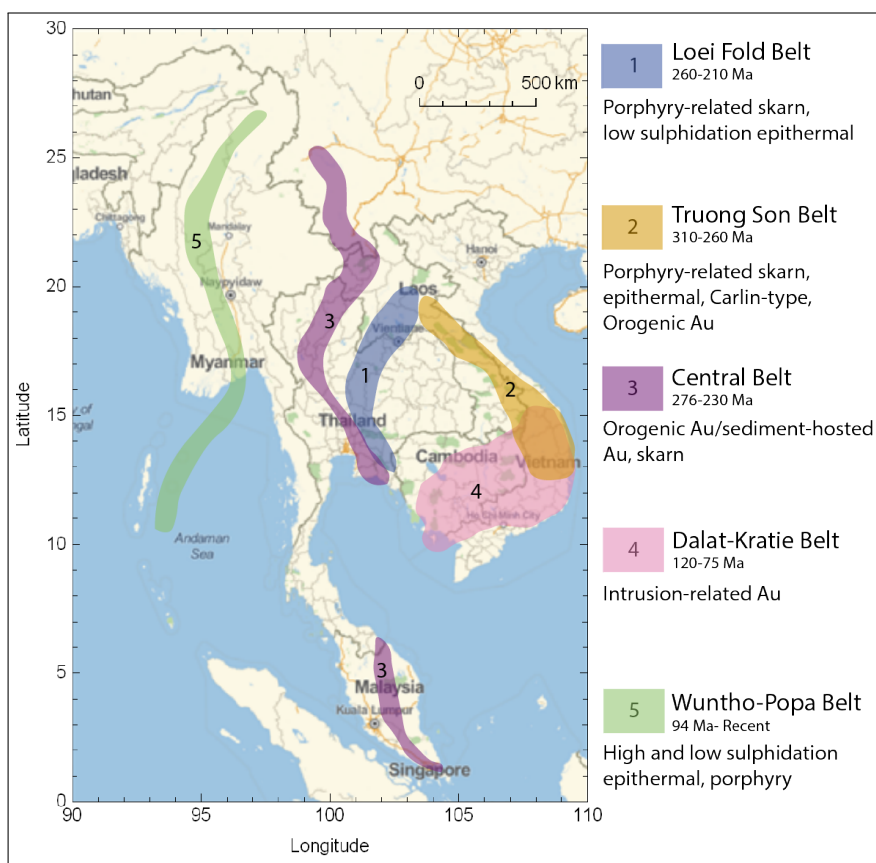 30
25
20
15
10
5
0
90
95
100
105
110
Latitude
Longitude
0 500 km
hutan
ladesh
Chittagong
Mandalay
5
Naypyidaw
Myanmar
Hanoi
Laos
Vientiane
3
1
2
Thailand
Cambodia
Vietnam
4
Ho Chi Minh City
y of
gal
Andaman
Sea
3
Malaysia
Kuala Lumpur
Singapore
1 Loei Fold Belt
260-210 Ma
Porphyry-related skarn,
low sulphidation epithermal
2 Truong Son Belt
310-260 Ma
Porphyry-related skarn,
epithermal, Carlin-type,
Orogenic Au
3 Central Belt
276-230 Ma
Orogenic Au/sediment-hosted
Au, skarn
4 Dalat-Kratie Belt
120-75 Ma
Intrusion-related Au
5 Wuntho-Popa Belt
94 Ma- Recent
High and low sulphidation
epithermal, porphyry